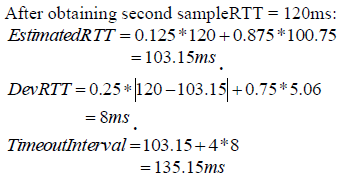 After obtaining second sampleRTT = 120ms:
EstimatedRTT = 0.125*120+0.875*100.75
=103.15ms.
DevRTT = 0.25*|120-103.15|+0.75*5.06
=8ms.
TimeoutInterval=103.15+4*8
=135.15ms